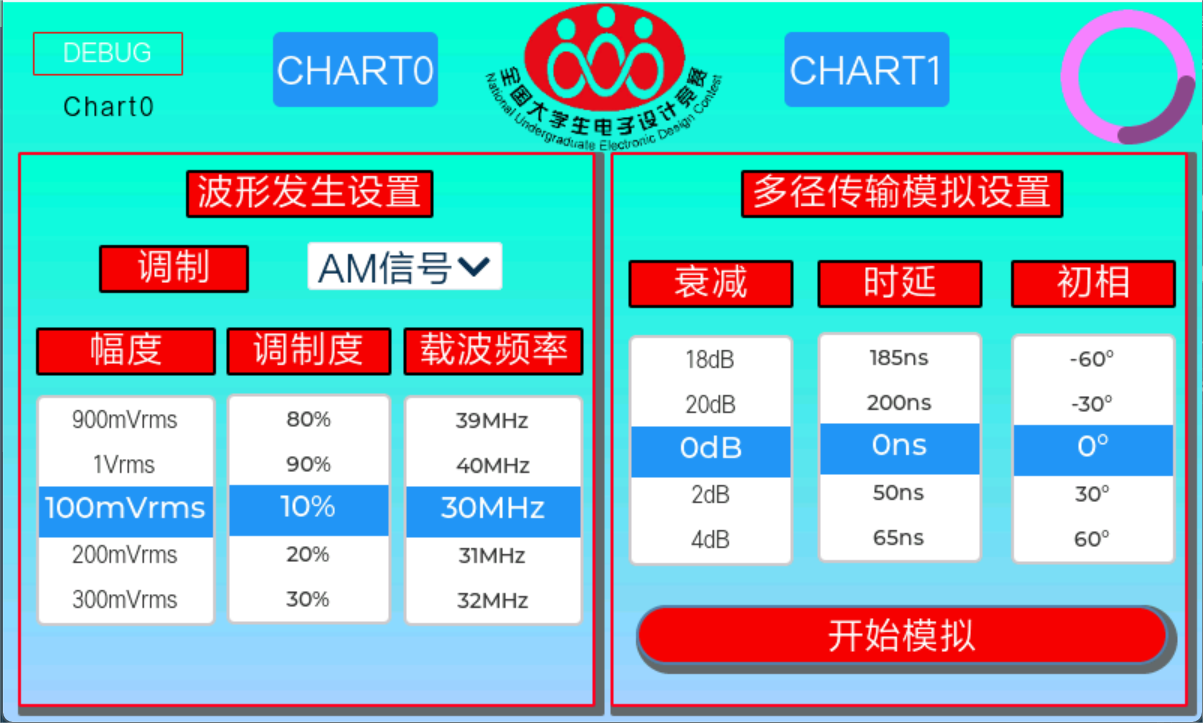 DEBUG
Chart0
CHART0
全国大学生电子设计竞赛
National Undergraduate Electronic Design Contest
CHART1
波形发生设置
调制
AM信号
幅度
调制度
载波频率
900mVrms
80%
39MHz
1Vrms
90%
40MHz
100mVrms
10%
30MHz
200mVrms
20%
31MHz
300mVrms
30%
32MHz
多径传输模拟设置
衰减
时延
初相
18dB
185ns
-60°
20dB
200ns
-30°
0dB
0ns
0°
2dB
50ns
30°
4dB
65ns
60°
开始模拟